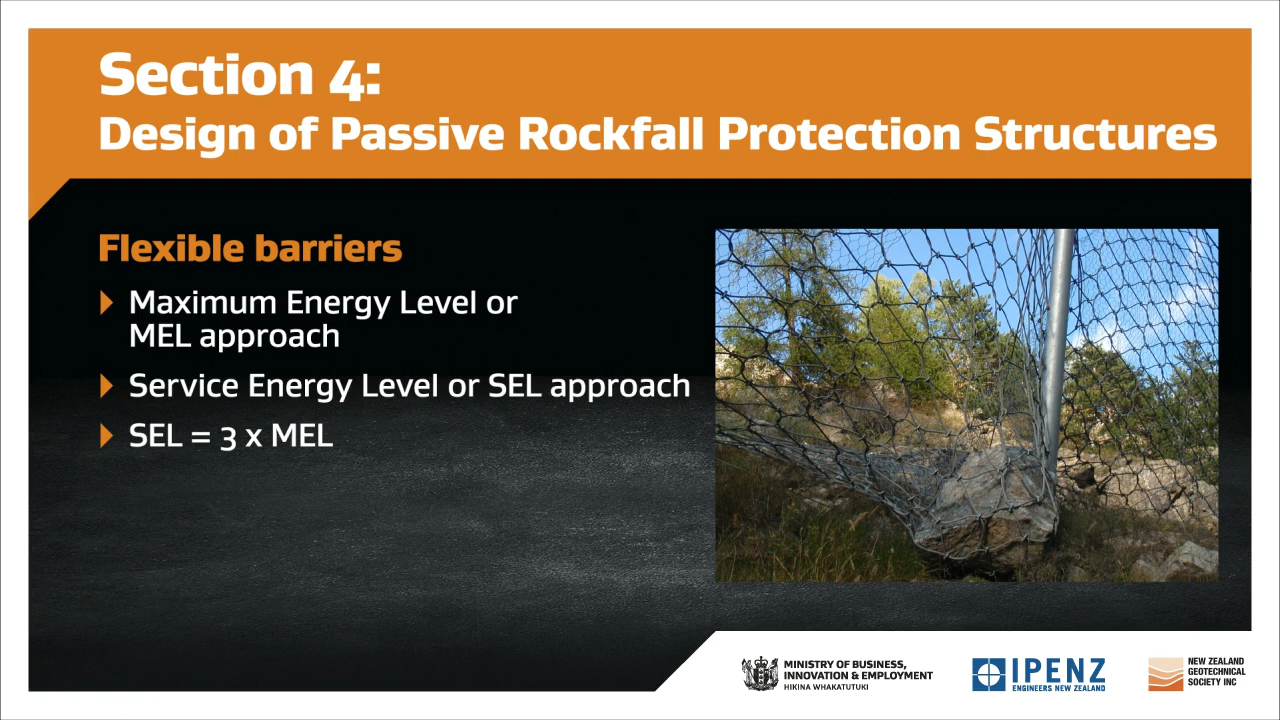 Section 4:
Design of Passive Rockfall Protection Structures
Flexible barriers
Maximum Energy Level or
MEL approach
Service Energy Level or SEL approach
SEL = 3 x MEL
MINISTRY OF BUSINESS,
INNOVATION & EMPLOYMENT
HIKINA WHAKATUTUKI
IPENZ
ENGINEERS NEW ZEALAND
NEW ZEALAND
GEOTECHNICAL
SOCIETY INC